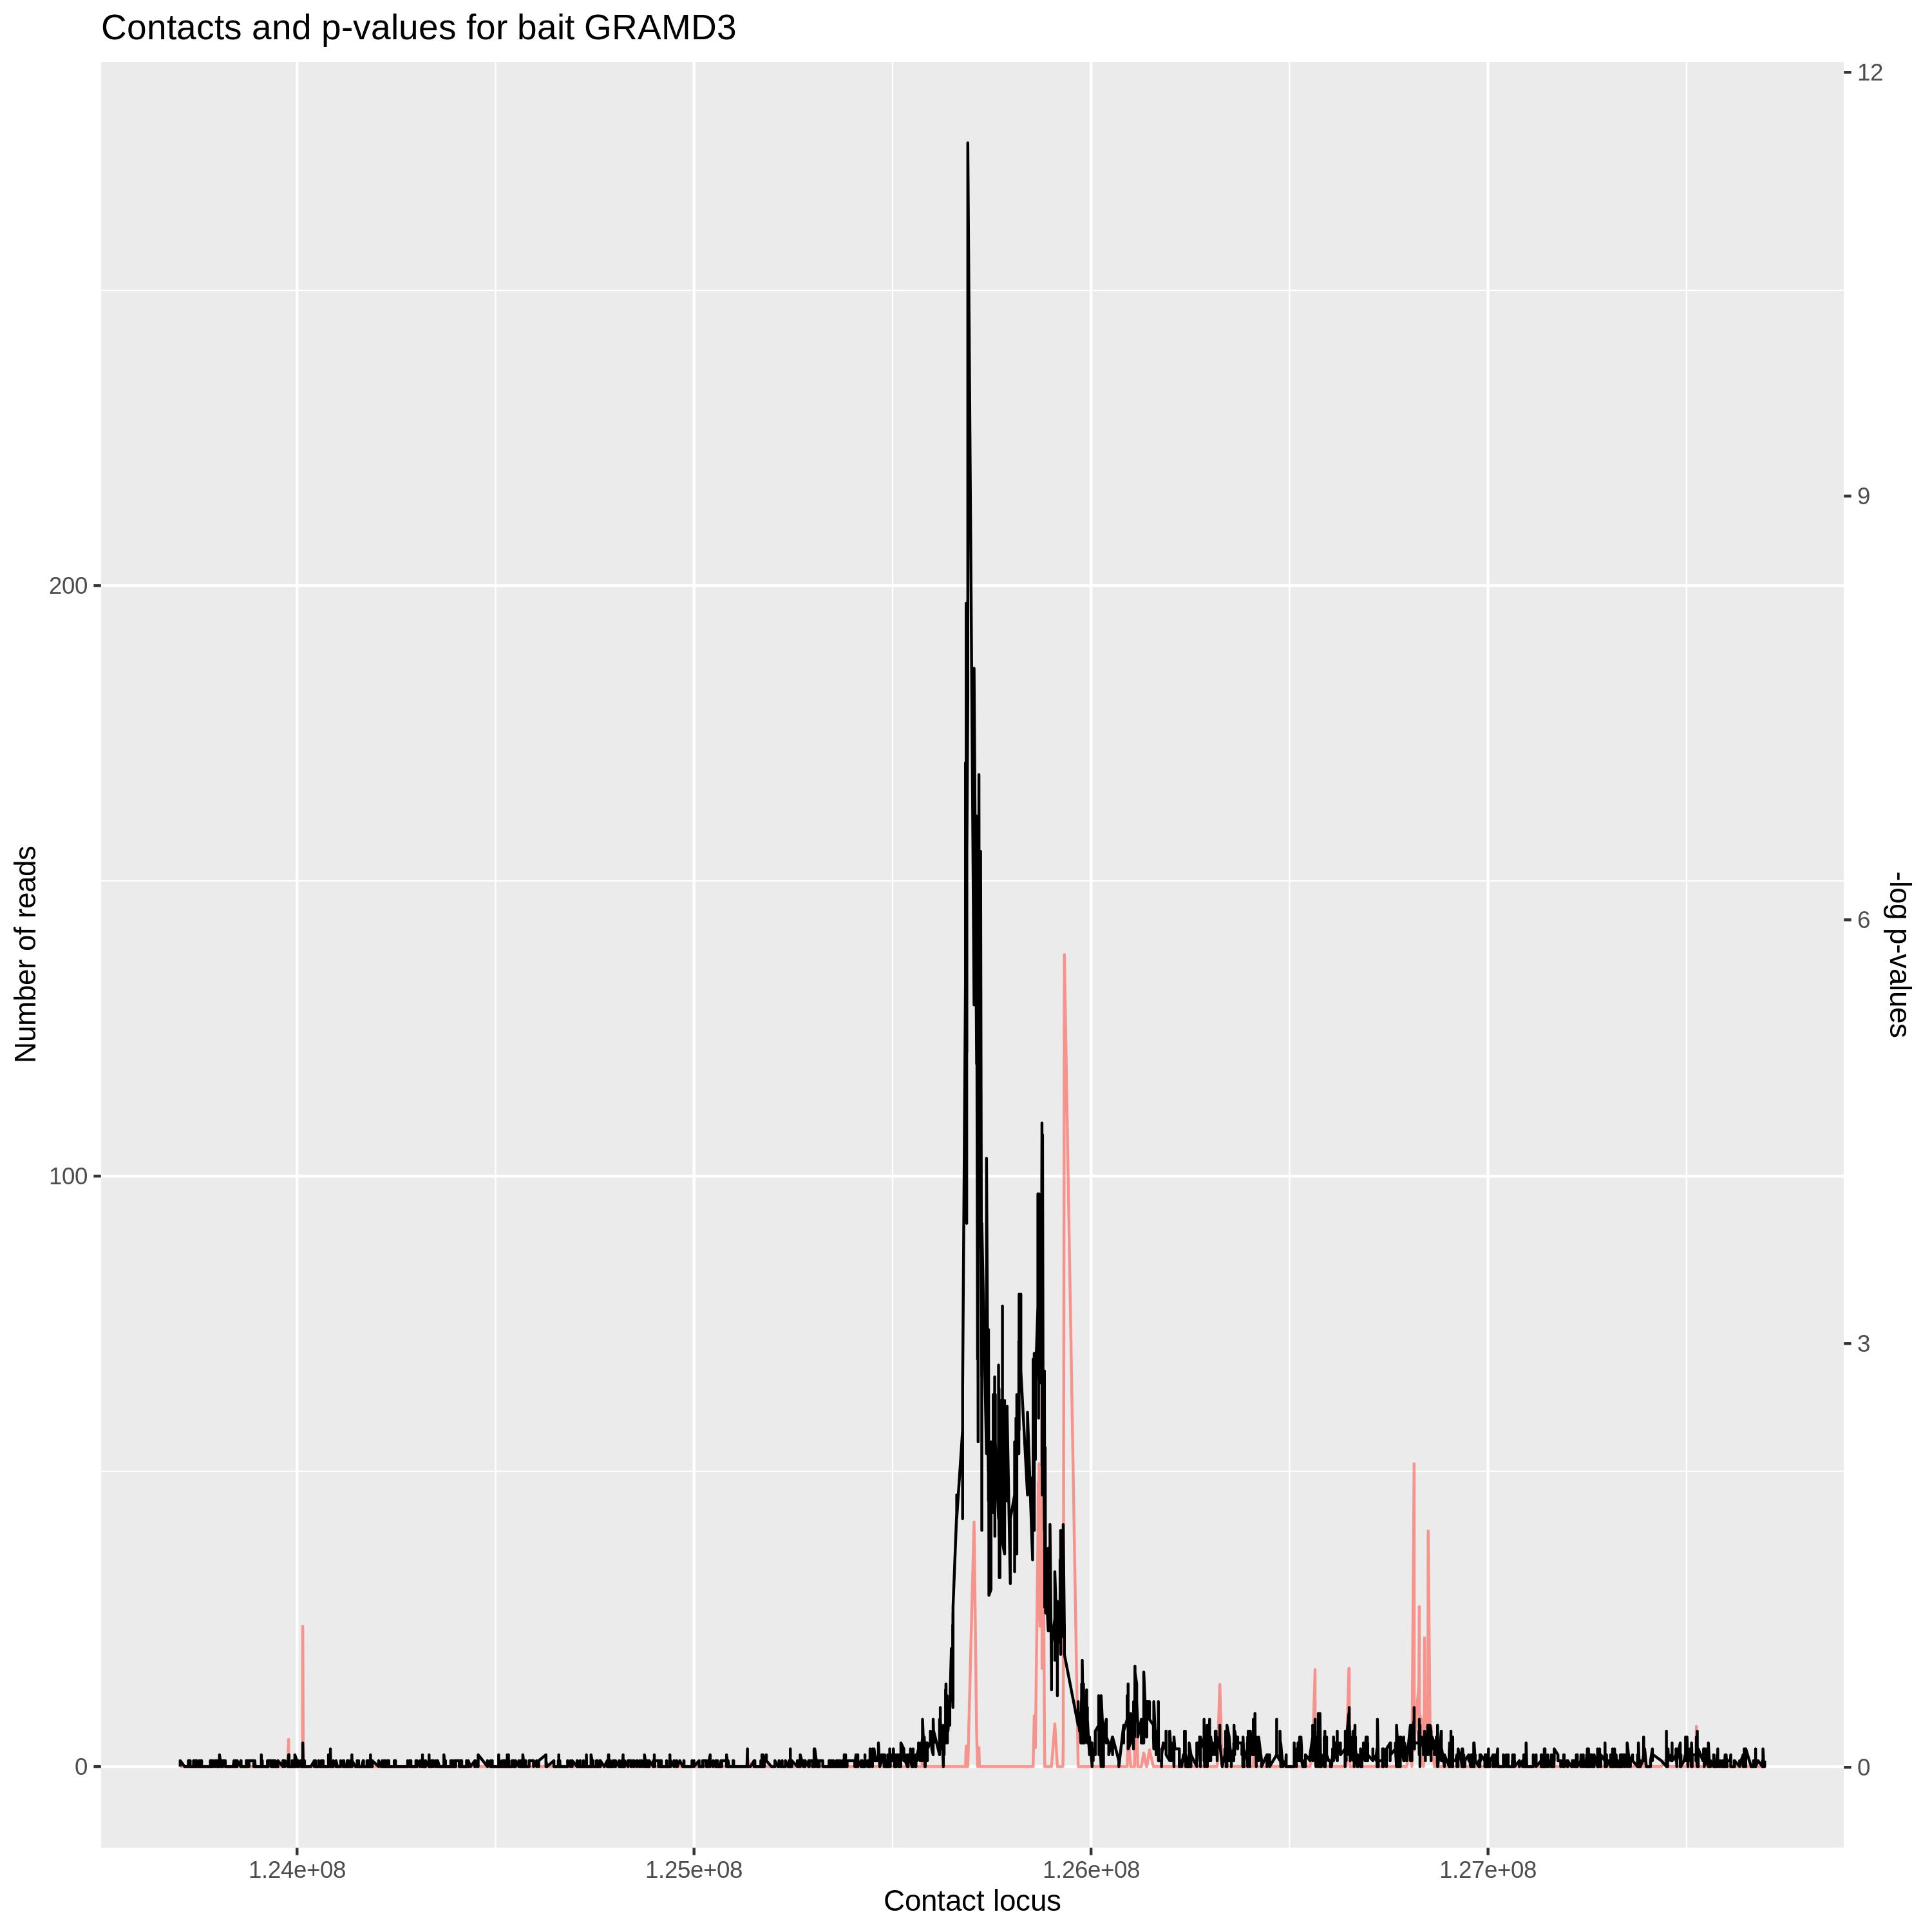 Contacts and p-values for bait GRAMD3
12
9
200
6
Number of reads
-log p-values
100
3
0
0
1.24e+08
1.25e+08
1.26e+08
1.27e+08
Contact locus